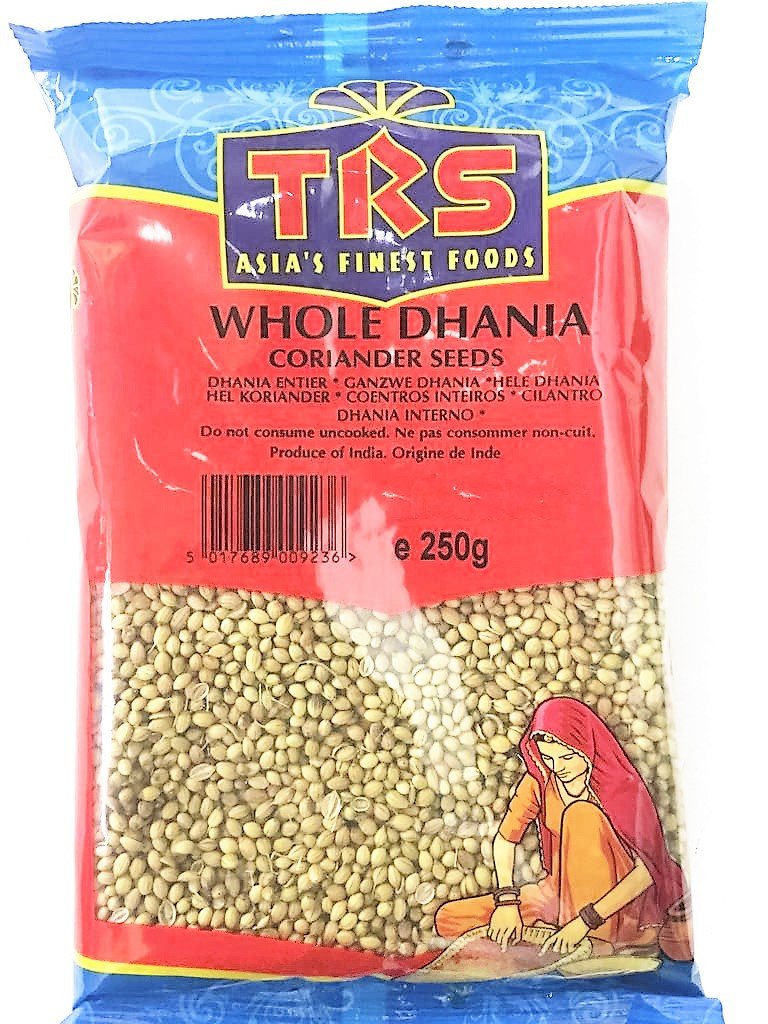 TRS
ASIA'S FINEST FOODS
WHOLE DHANIA
CORIANDER SEEDS
DHANIA ENTIER * GANZWE DHANIA *HELE DHANIA
HEL KORIANDER * COENTROS INTEIROS * CILANTRO
DHANIA INTERNO *
Do not consume uncooked. Ne pas consommer non-cuit.
Produce of India. Origine de Inde
5 017689 009236 >
e 250g